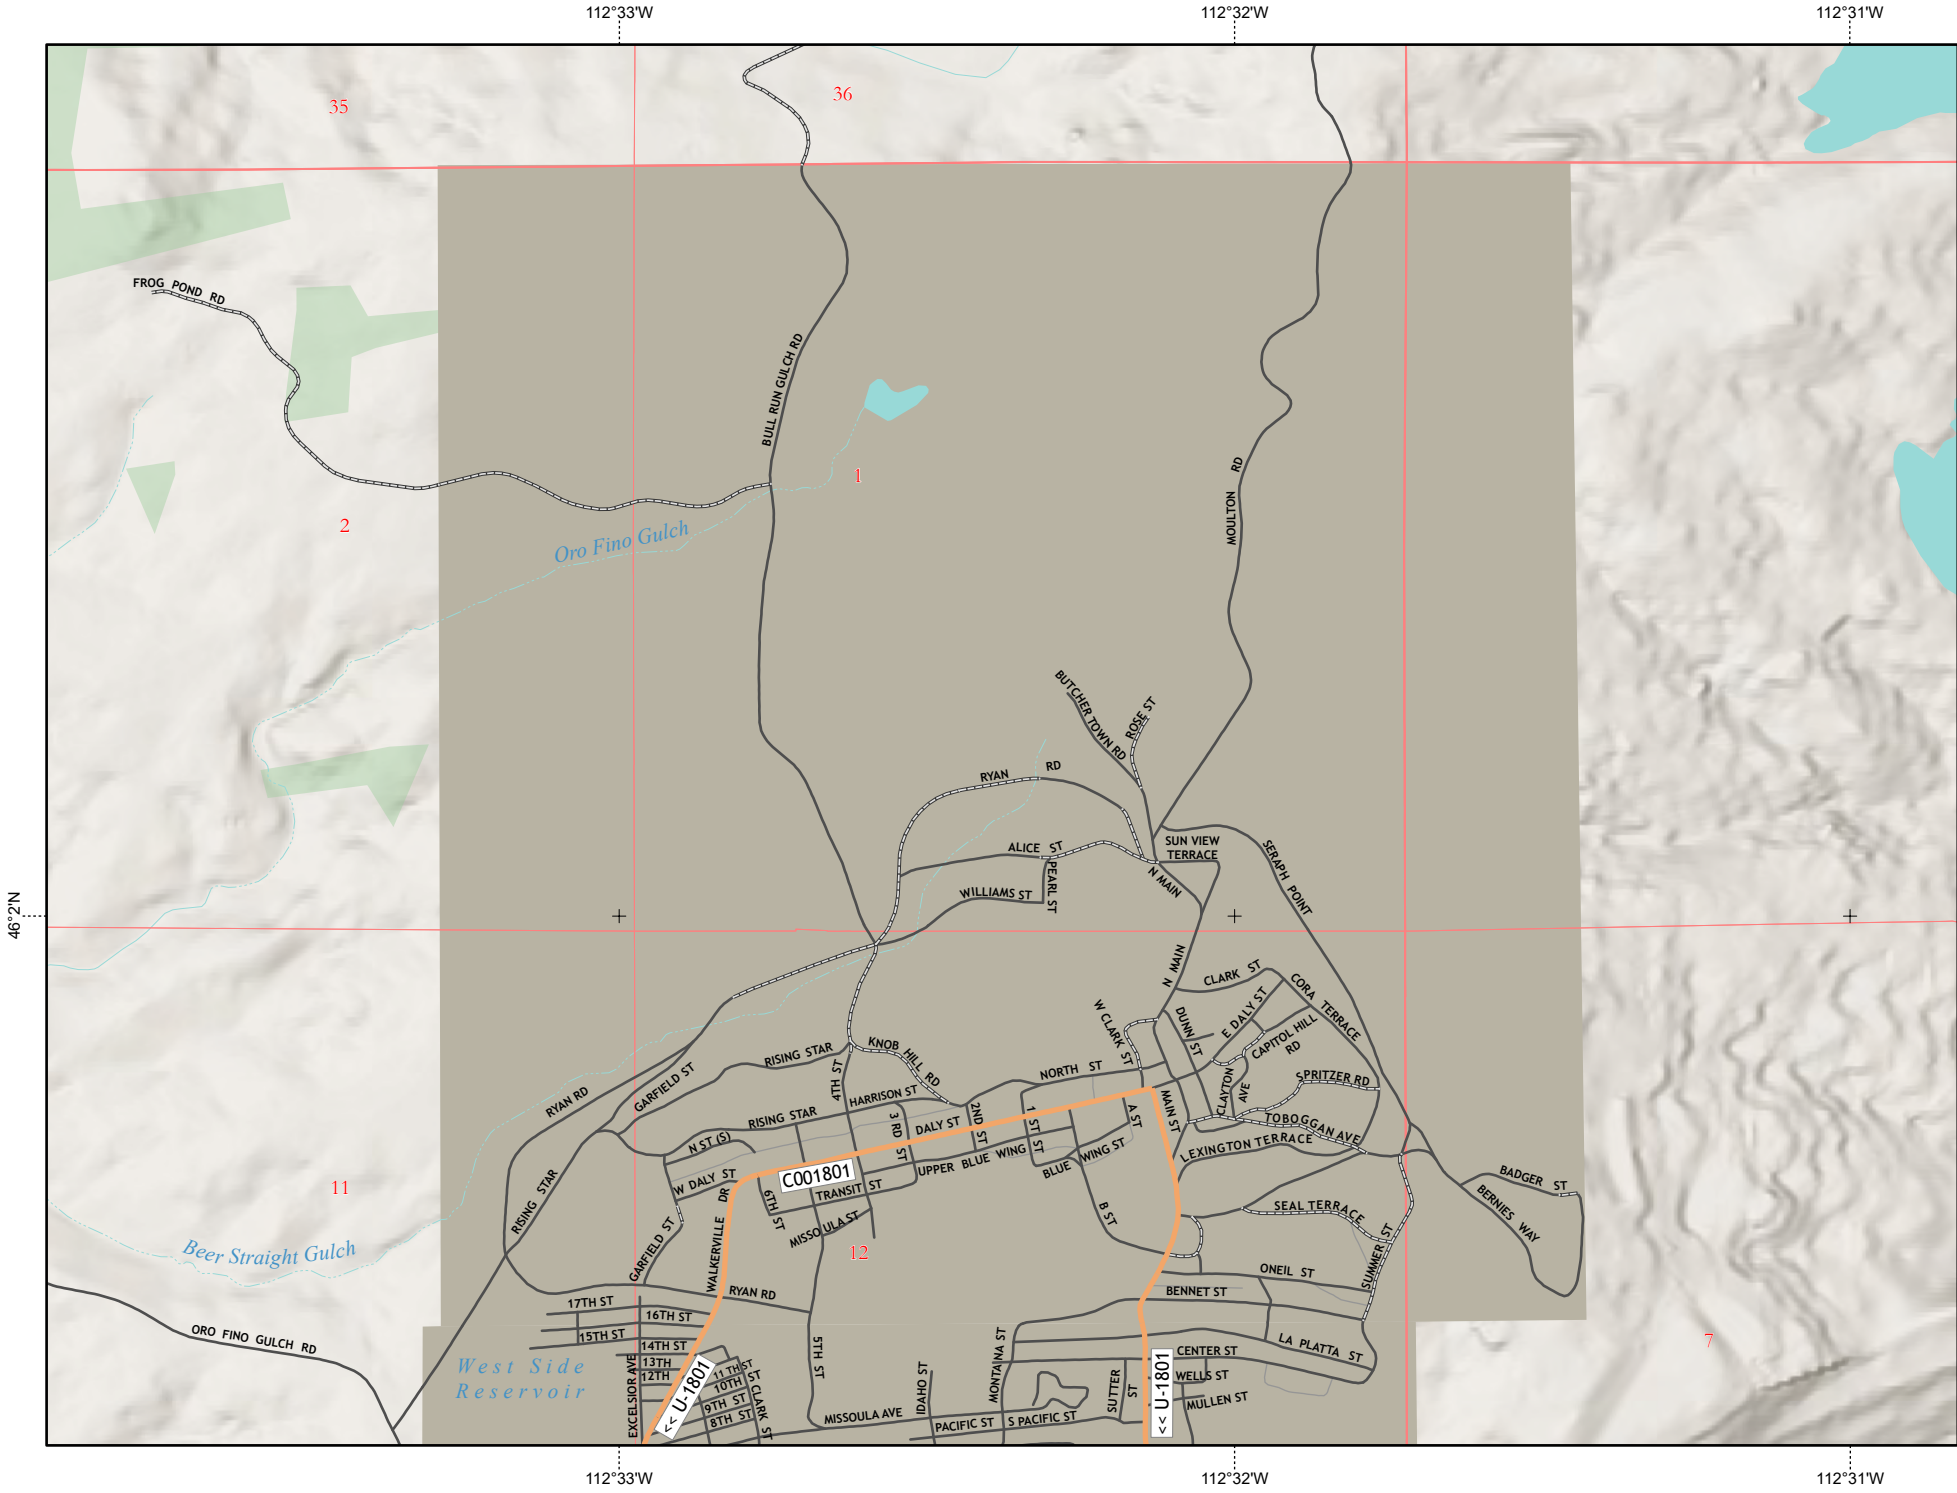 112°33'W
112°32'W
112°31'W
35
36
FROG POND RD
BULL RUN GULCH RD
1
2
MOULTON RD
Oro Fino Gulch
BUTCHER TOWN RD
ROSE ST
RYAN RD
ALICE ST
SUN VIEW
TERRACE
PEARL ST
N MAIN
WILLIAMS ST
SERAPH POINT
46°2'N
N MAIN
CLARK ST
CORA TERRACE
W CLARK ST
DUNN ST
E DALY ST
CAPITOL HILL
RD
KNOB HILL RD
RISING STAR
NORTH ST
4TH ST
GARFIELD ST
RYAN RD
HARRISON ST
SPRITZER RD
CLAYTON
AVE
RISING STAR
3 RD ST
DALY ST
2ND ST
1 ST ST
A ST
MAIN ST
TOBOGGAN AVE
N ST (S)
LEXINGTON TERRACE
UPPER BLUE WING
BLUE WING ST
C001801
W DALY ST
TRANSIT ST
6TH ST
11
BADGER ST
BERNIES WAY
RISING STAR
WALKERVILLE DR
MISSOULA ST
B ST
SEAL TERRACE
SUMMER ST
GARFIELD ST
12
Beer Straight Gulch
ONEIL ST
RYAN RD
BENNET ST
17TH ST
16TH ST
15TH ST
ORO FINO GULCH RD
14TH ST
LA PLATTA ST
7
CENTER ST
5TH ST
MONTANA ST
13TH
12TH
11 TH ST
10TH ST
9TH ST
8TH ST
CLARK ST
EXCELSIOR AVE
<< U-1801
West Side
Reservoir
IDAHO ST
SUTTER
ST
WELLS ST
MULLEN ST
<< U-1801
MISSOULA AVE
PACIFIC ST
S PACIFIC ST
112°33'W
112°32'W
112°31'W